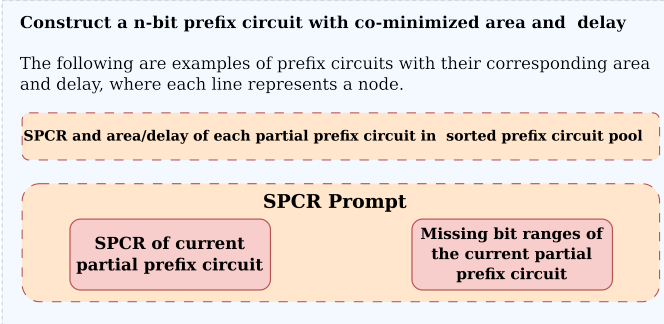 Construct a n-bit prefix circuit with co-minimized area and delay
The following are examples of prefix circuits with their corresponding area
and delay, where each line represents a node.
SPCR and area/delay of each partial prefix circuit in sorted prefix circuit pool
SPCR Prompt
SPCR of current
partial prefix circuit
Missing bit ranges of
the current partial
prefix circuit